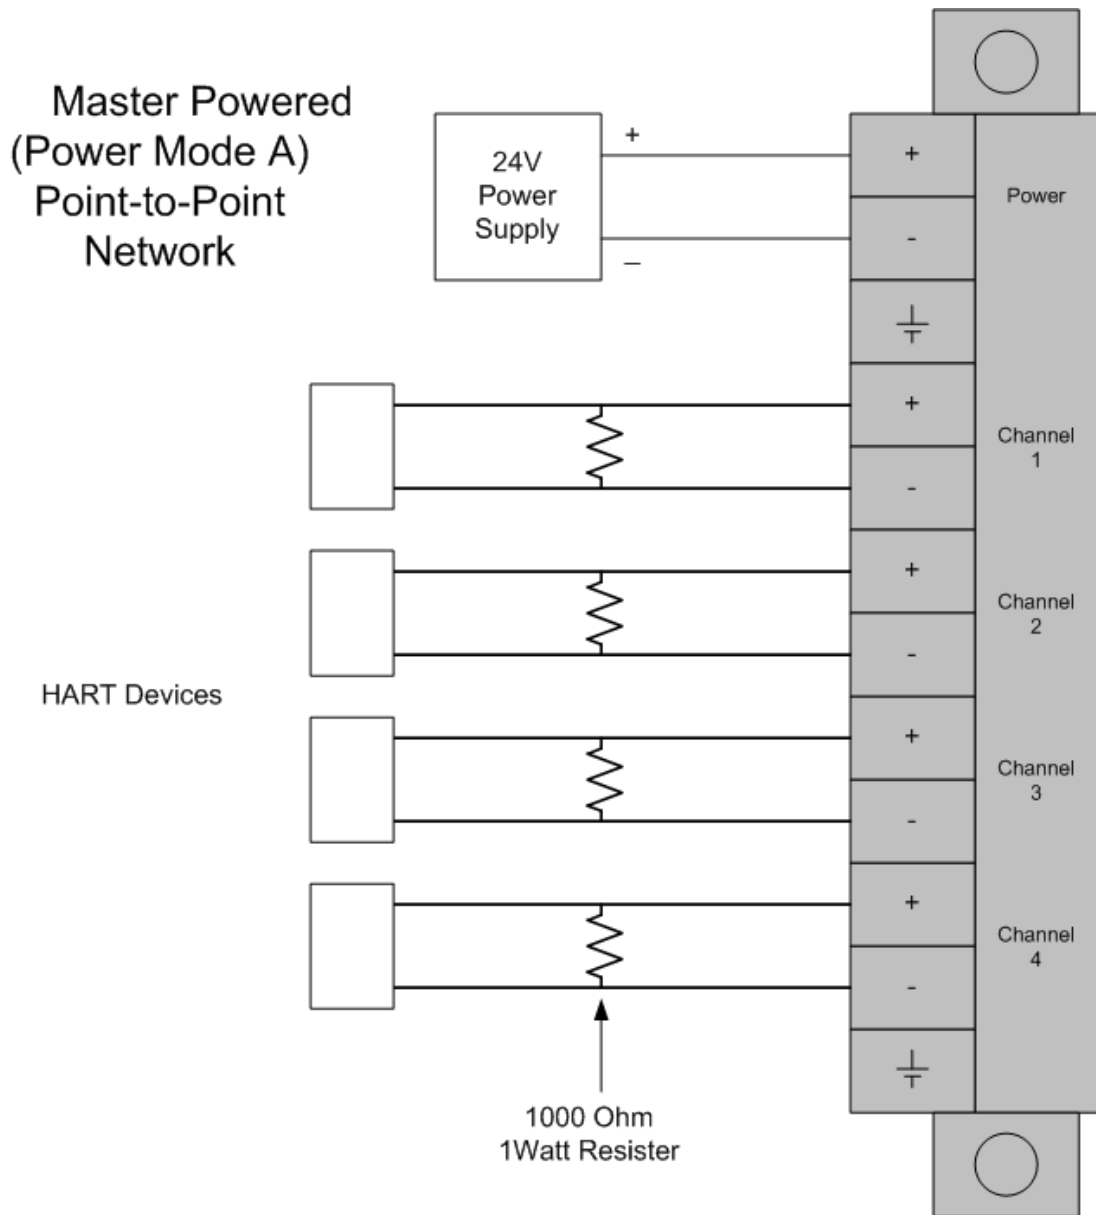 Master Powered
(Power Mode A)
Point-to-Point
Network
24V
Power
Supply
+
–
+
-
Power
+
-
Channel
1
+
-
Channel
2
HART Devices
+
-
Channel
3
+
-
Channel
4
1000 Ohm
1Watt Resister